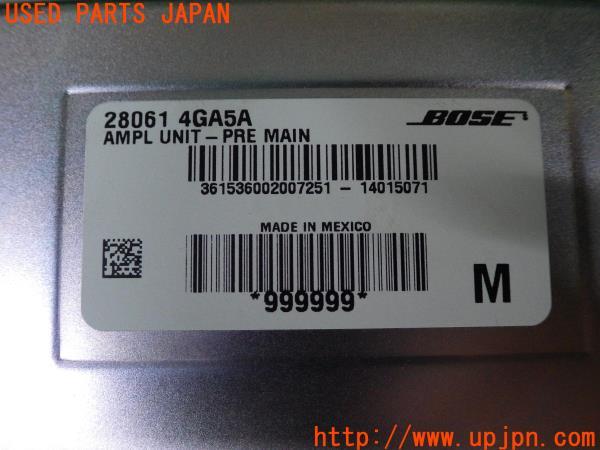 USED PARTS JAPAN
28061 4GA5A
BOSE
AMPL UNIT - PRE MAIN
361536002007251 - 14015071
MADE IN MEXICO
*999999*
M
http://www.upjpn.com